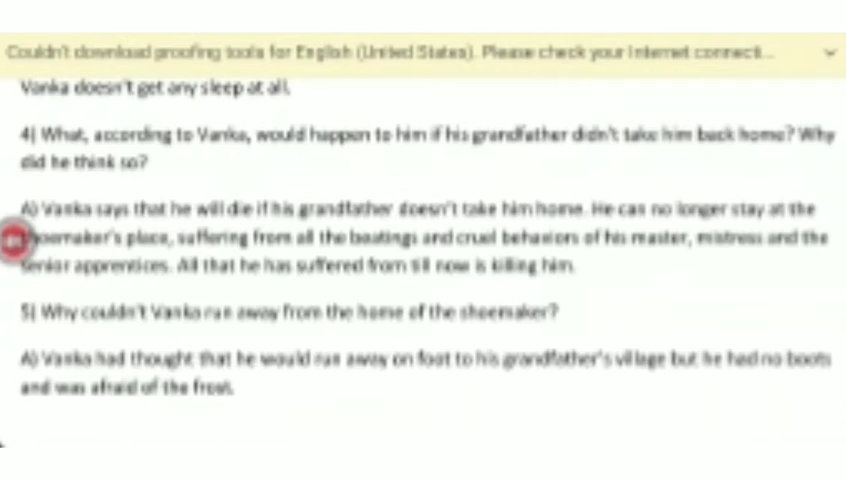 Couldn't download proofing tools for English (United States). Please check your Internet connecti...
Vanka doesn't get any sleep at all.
4) What, according to Vanka, would happen to him if his grandfather didn't take him back home? Why
did he think so?
A) Vanka says that he will die if his grandfather doesn't take him home. He can no longer stay at the
shoemaker's place, suffering from all the beatings and cruel behaviors of his master, mistress and the
senior apprentices. All that he has suffered from till now is killing him.
5) Why couldn't Vanka run away from the home of the shoemaker?
A) Vanka had thought that he would run away on foot to his grandfather's village but he had no boots
and was afraid of the frost.